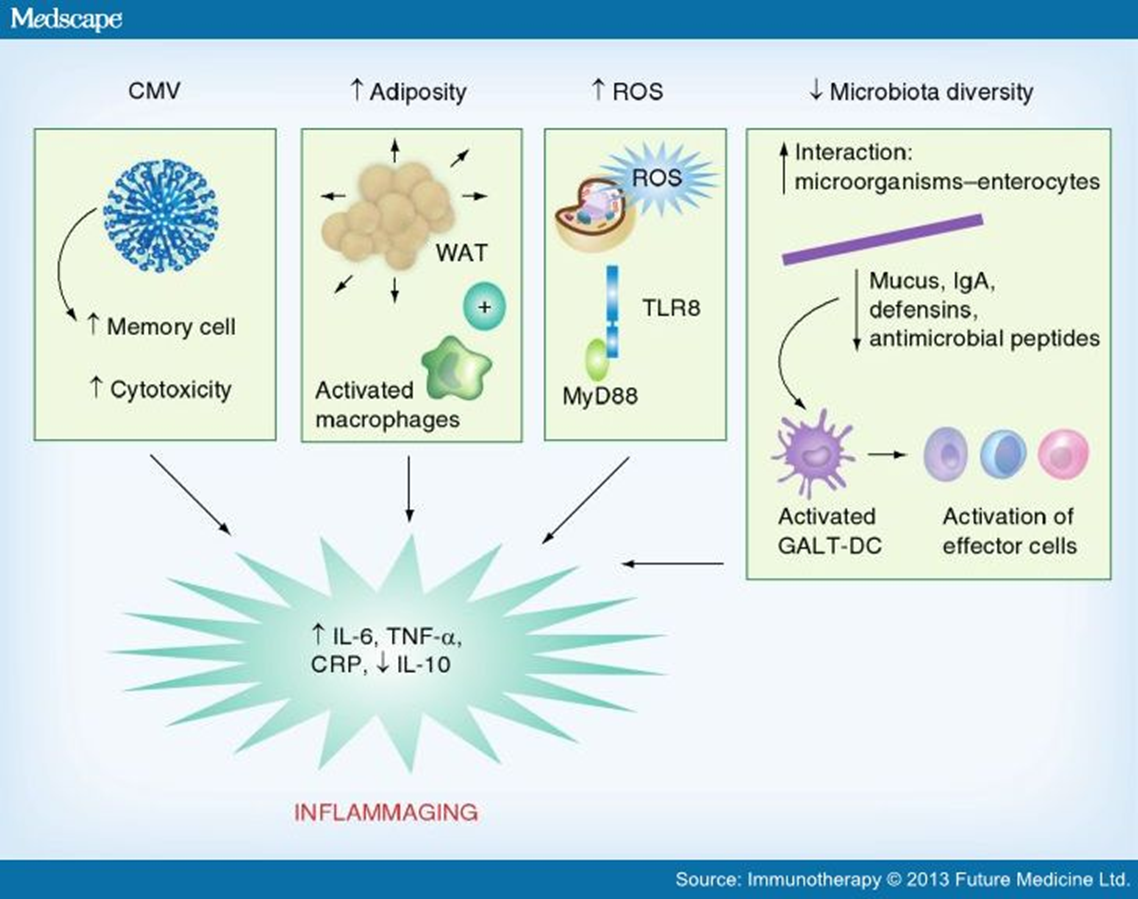 Medscape
CMV
↑ Adiposity
↑ ROS
↓ Microbiota diversity
↑ Memory cell
↑ Cytotoxicity
WAT
+
Activated
macrophages
ROS
TLR8
MyD88
↑ Interaction:
microorganisms–enterocytes
↓ Mucus, IgA,
defensins,
antimicrobial peptides
Activated
GALT-DC
Activation of
effector cells
↑ IL-6, TNF-α,
CRP, ↓ IL-10
INFLAMMAGING
Source: Immunotherapy © 2013 Future Medicine Ltd.